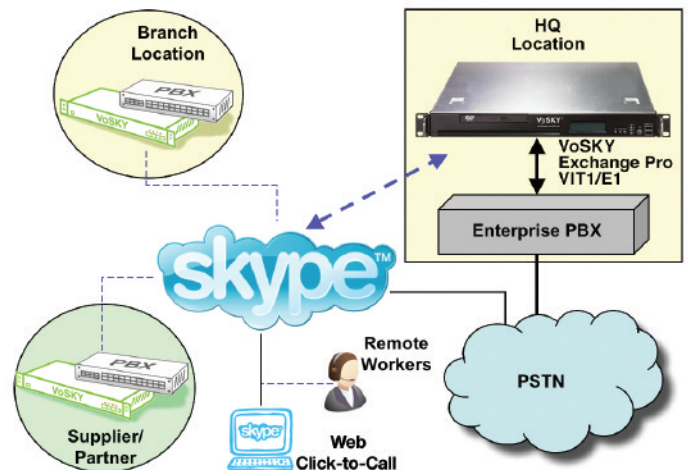 Branch
Location
PBX
VoSKY
HQ
Location
VOSKY
VoSKY
Exchange Pro
VIT1/E1
Enterprise PBX
skype™
PBX
VoSKY
Supplier/
Partner
Remote
Workers
skype
Web
Click-to-Call
PSTN